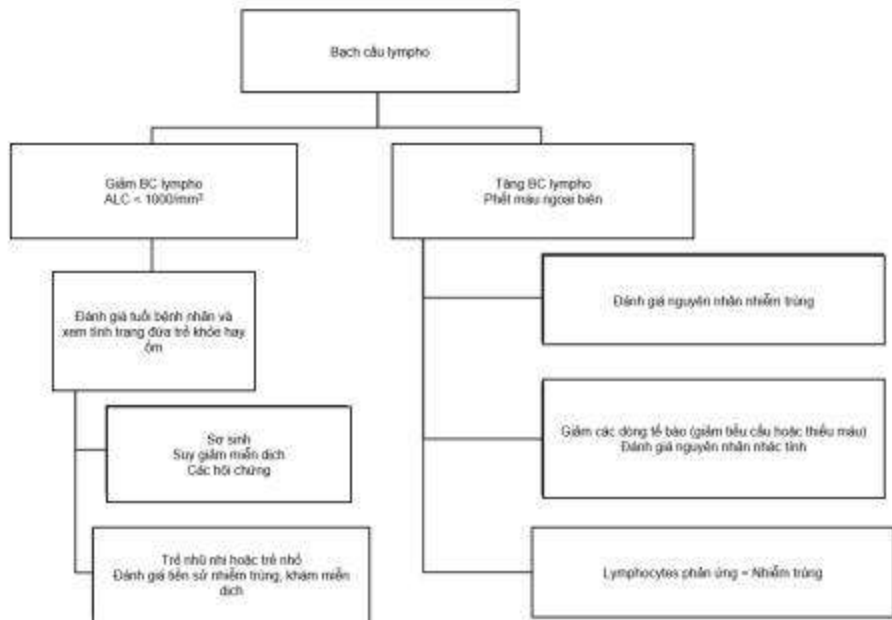 Bạch cầu lympho
Giảm BC lympho
ALC < 1000/mm³
Tăng BC lympho
Phết máu ngoại biên
Đánh giá tuổi bệnh nhân và
xem tình trạng đứa trẻ khỏe hay
ốm
Sơ sinh
Suy giảm miễn dịch
Các hội chứng
Trẻ nhũ nhi hoặc trẻ nhỏ
Đánh giá tiền sử nhiễm trùng, khám miễn
dịch
Đánh giá nguyên nhân nhiễm trùng
Giảm các dòng tế bào (giảm tiểu cầu hoặc thiếu máu)
Đánh giá nguyên nhân nhác tính
Lymphocytes phản ứng = Nhiễm trùng